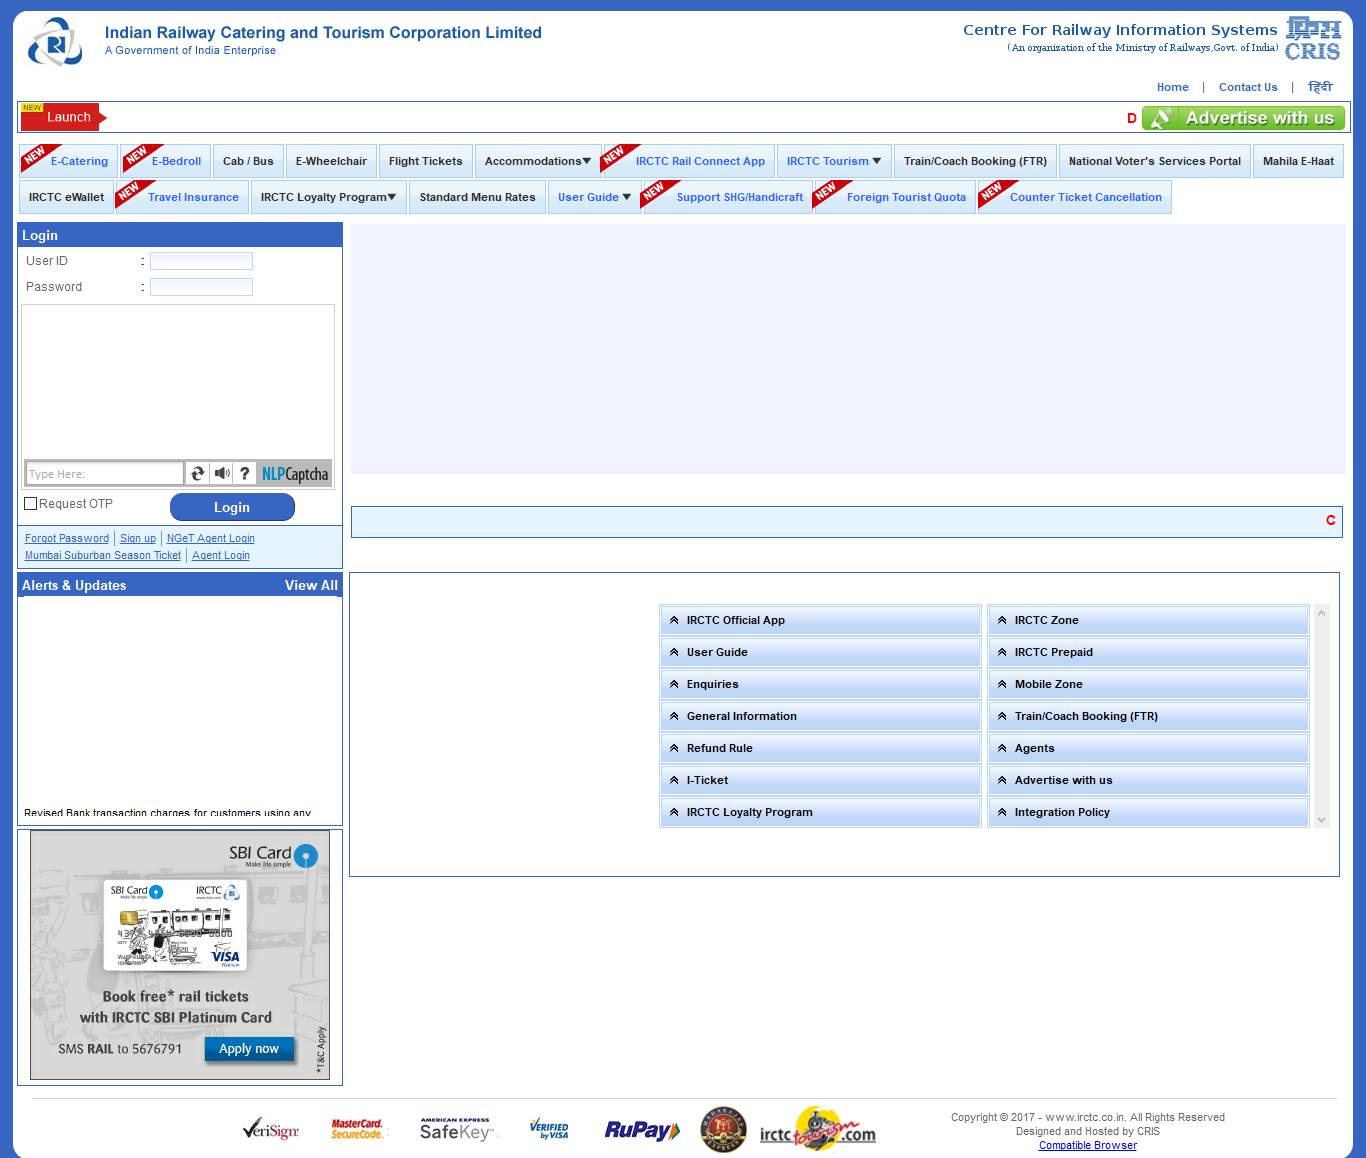 Indian Railway Catering and Tourism Corporation Limited
A Government of India Enterprise
Centre For Railway Information Systems
(An organization of the Ministry of Railways,Govt. of India)
CRIS
Home | Contact Us | हिंदी
NEW
Launch
D
Advertise with us
NEW E-Catering NEW E-Bedroll Cab / Bus E-Wheelchair Flight Tickets Accommodations NEW IRCTC Rail Connect App IRCTC Tourism Train/Coach Booking (FTR) National Voter's Services Portal Mahila E-Haat
IRCTC eWallet NEW Travel Insurance IRCTC Loyalty Program Standard Menu Rates User Guide NEW Support SHG/Handicraft NEW Foreign Tourist Quota NEW Counter Ticket Cancellation
Login
User ID :
Password :
Type Here: ? NLPCaptcha
Request OTP Login
Forgot Password | Sign up | NGeT Agent Login
Mumbai Suburban Season Ticket | Agent Login
C
Alerts & Updates View All
Revised Bank transaction charges for customers using any
IRCTC Official App
User Guide
Enquiries
General Information
Refund Rule
I-Ticket
IRCTC Loyalty Program
IRCTC Zone
IRCTC Prepaid
Mobile Zone
Train/Coach Booking (FTR)
Agents
Advertise with us
Integration Policy
SBI Card
Make life simple
SBI Card IRCTC
Make life simple
VISA
Platinum
Book free* rail tickets
with IRCTC SBI Platinum Card
SMS RAIL to 5676791 Apply now
*T&C Apply
VeriSign
MasterCard.
SecureCode.
AMERICAN EXPRESS
SafeKey
VERIFIED
by VISA
RuPay
irctctourism.com
Copyright © 2017 - www.irctc.co.in. All Rights Reserved
Designed and Hosted by CRIS
Compatible Browser